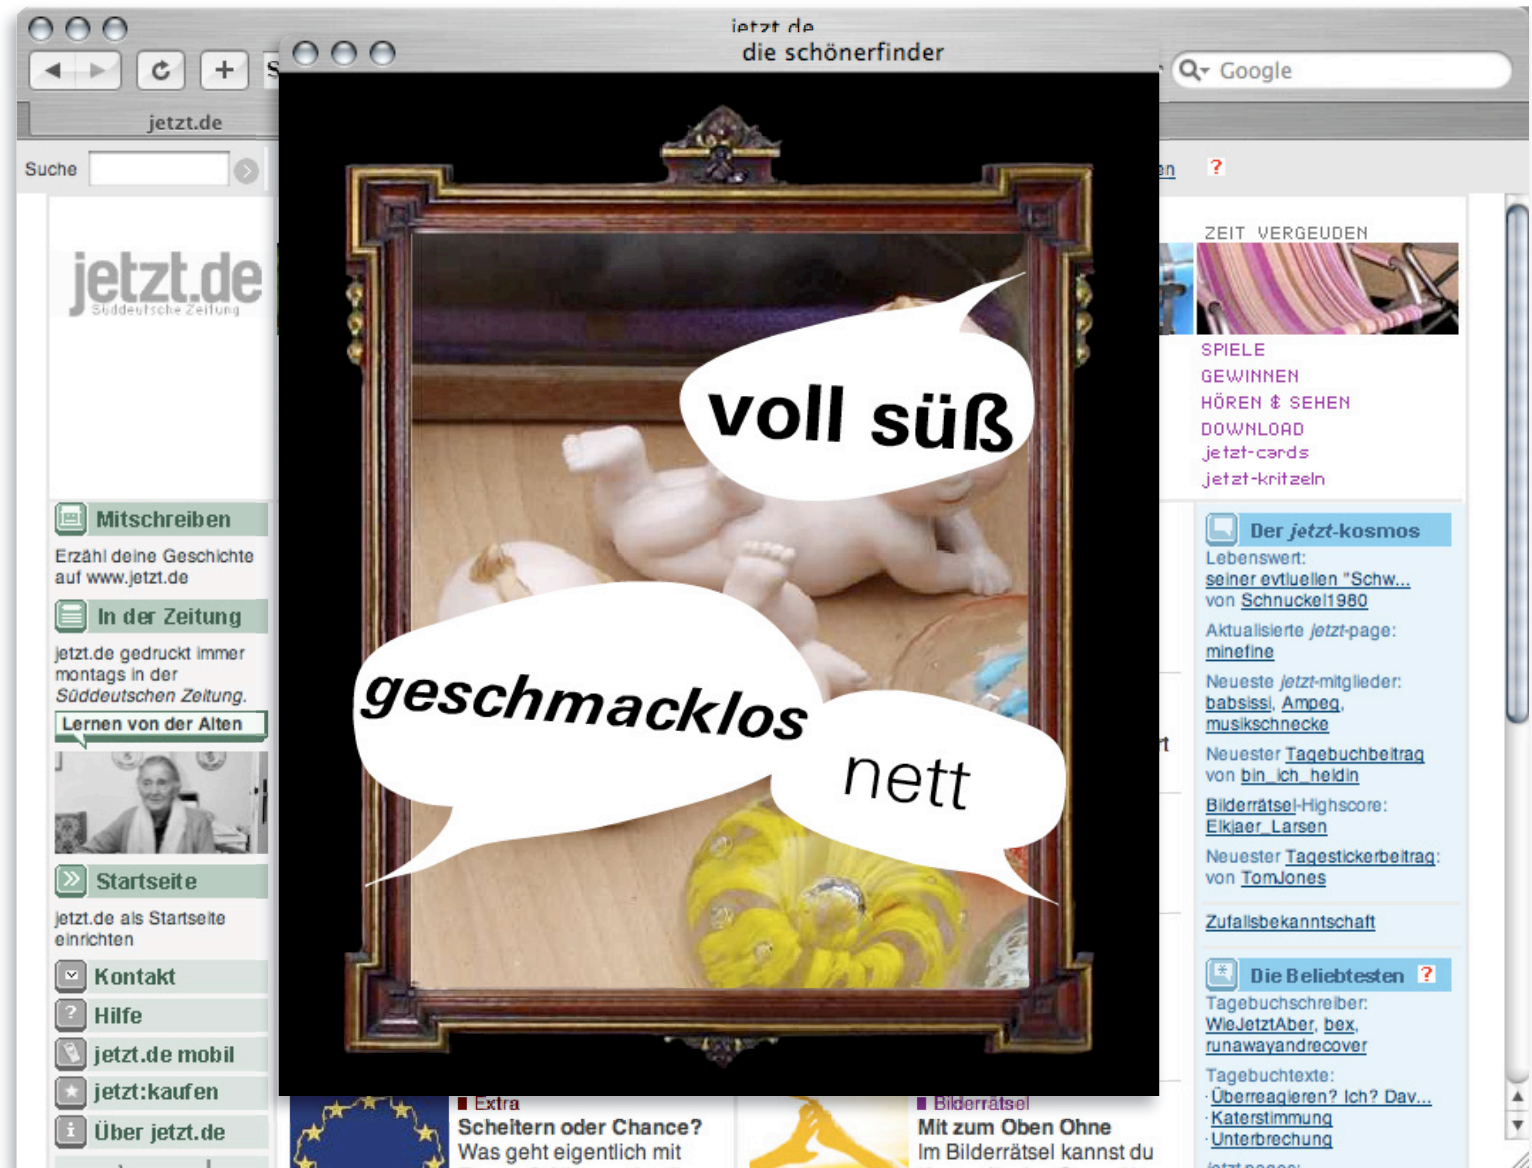 jetzt.de
die schönerfinder
Google
jetzt.de
Suche
en
?
jetzt.de
Süddeutsche Zeitung
ZEIT VERGEUDEN
SPIELE
GEWINNEN
HÖREN & SEHEN
DOWNLOAD
jetzt-cards
jetzt-kritzeln
voll süß
geschmacklos
nett
Mitschreiben
Erzähl deine Geschichte
auf www.jetzt.de
In der Zeitung
jetzt.de gedruckt immer
montags in der
Süddeutschen Zeitung.
Lernen von der Alten
Startseite
jetzt.de als Startseite
einrichten
Kontakt
Hilfe
jetzt.de mobil
jetzt:kaufen
Über jetzt.de
Der jetzt-kosmos
Lebenswert:
seiner evtluellen "Schw...
von Schnuckel1980
Aktualisierte jetzt-page:
minefine
Neueste jetzt-mitglieder:
babsissi, Ampeg,
musikschnecke
Neuester Tagebuchbeitrag
von bin_ich_heldin
Bilderrätsel-Highscore:
Elkjaer_Larsen
Neuester Tagestickerbeitrag:
von TomJones
Zufallsbekanntschaft
Die Beliebtesten ?
Tagebuchschreiber:
WieJetztAber, bex,
runawayandrecover
Tagebuchtexte:
·Überreagieren? Ich? Dav...
·Katerstimmung
·Unterbrechung
jetzt-pages:
Extra
Scheitern oder Chance?
Was geht eigentlich mit
Bilderrätsel
Mit zum Oben Ohne
Im Bilderrätsel kannst du